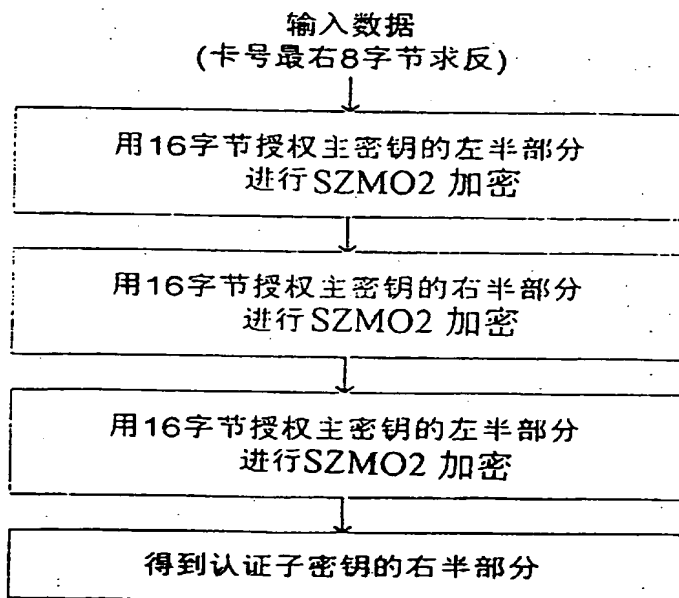 输入数据
(卡号最右8字节求反)
用16字节授权主密钥的左半部分
进行SZMO2 加密
用16字节授权主密钥的右半部分
进行SZMO2 加密
用16字节授权主密钥的左半部分
进行SZMO2 加密
得到认证子密钥的右半部分